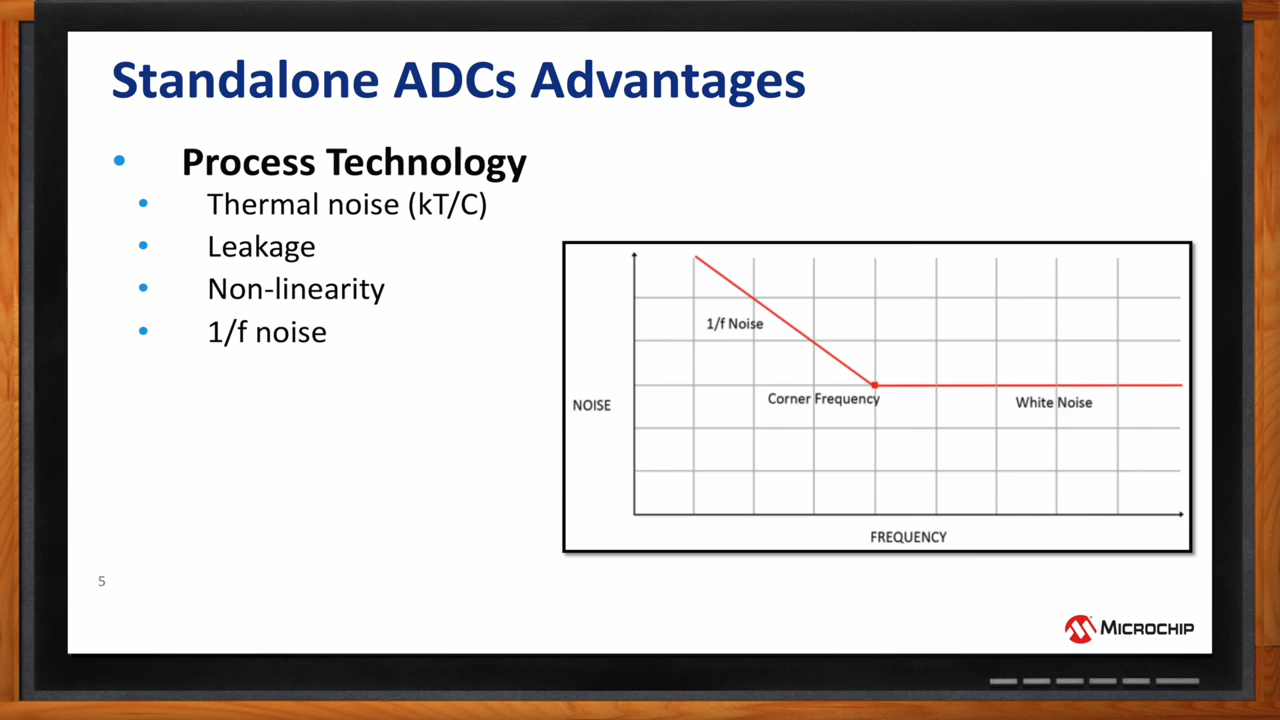 Standalone ADCs Advantages
• Process Technology
• Thermal noise (kT/C)
• Leakage
• Non-linearity
• 1/f noise
1/f Noise
Corner Frequency
White Noise
NOISE
FREQUENCY
5
MICROCHIP